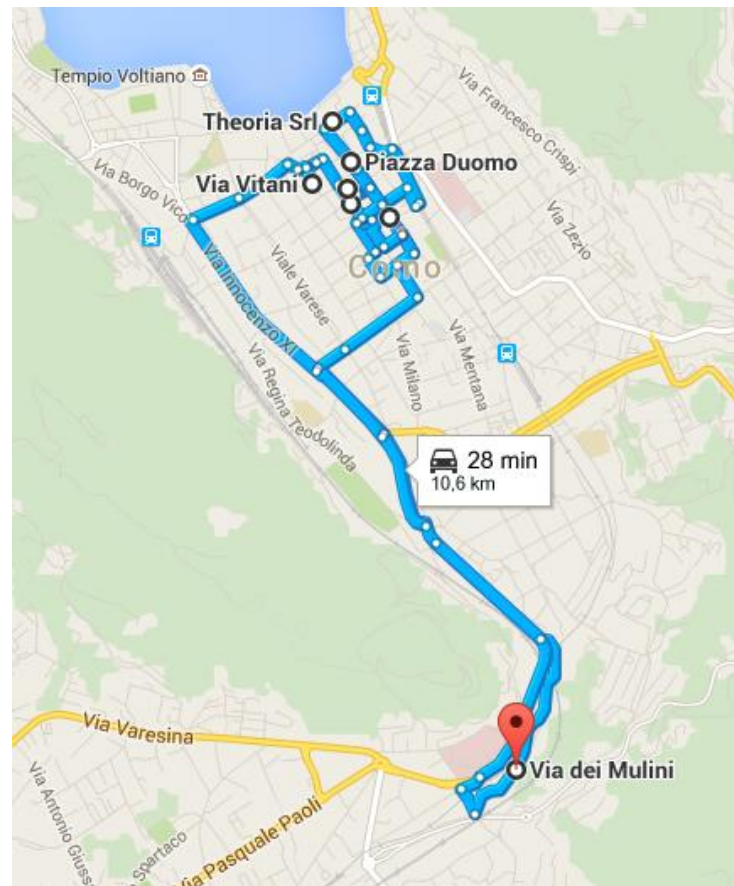 Tempio Voltiano
Via Francesco Crispi
Theoria Srl
Piazza Duomo
Via Borgo Vico
Via Vitani
Via Zezio
Como
Viale Varese
Via Innocenzo XI
Via Milano
Via Mentana
Via Regina Teodolinda
28 min
10,6 km
Via Varesina
Via dei Mulini
Via Antonio Giuss
Via Pasquale Paoli
Spartaco